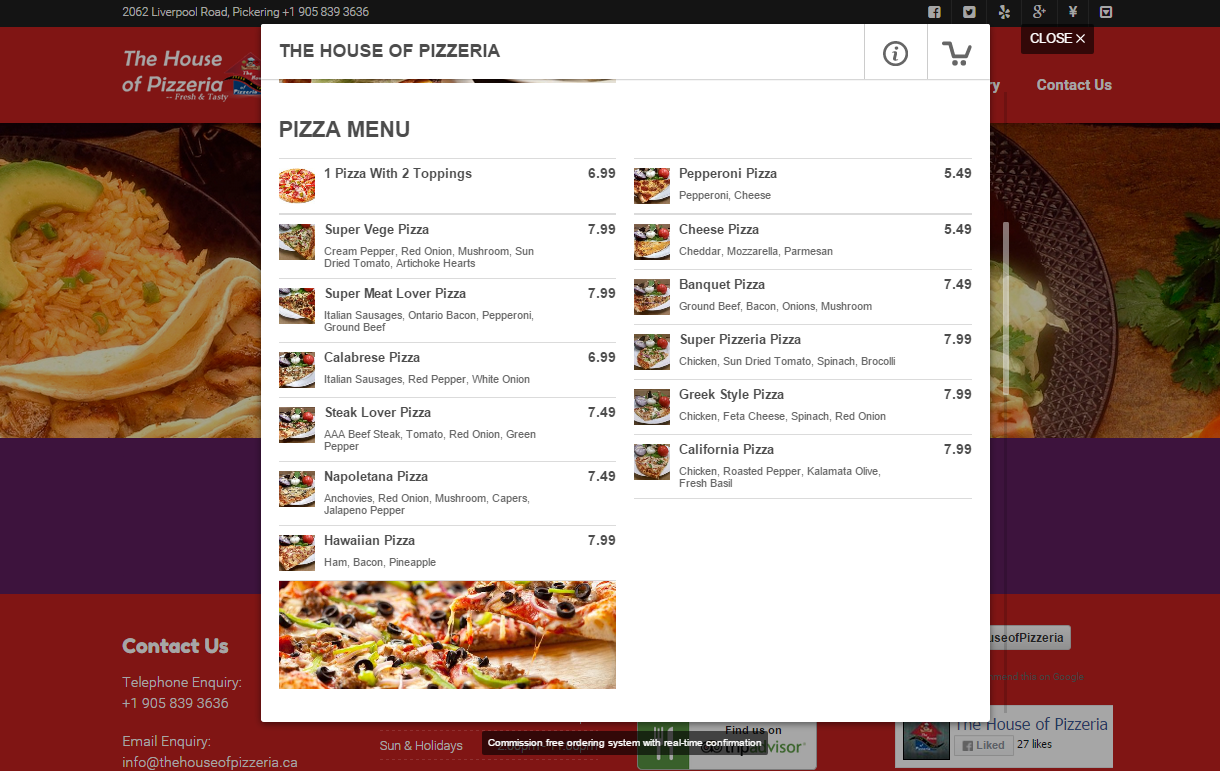 2062 Liverpool Road, Pickering +1 905 839 3636
THE HOUSE OF PIZZERIA
CLOSE ×
The House
of Pizzeria
-- Fresh & Tasty
ry
Contact Us
PIZZA MENU
1 Pizza With 2 Toppings 6.99
Super Vege Pizza 7.99
Cream Pepper, Red Onion, Mushroom, Sun
Dried Tomato, Artichoke Hearts
Super Meat Lover Pizza 7.99
Italian Sausages, Ontario Bacon, Pepperoni,
Ground Beef
Calabrese Pizza 6.99
Italian Sausages, Red Pepper, White Onion
Steak Lover Pizza 7.49
AAA Beef Steak, Tomato, Red Onion, Green
Pepper
Napoletana Pizza 7.49
Anchovies, Red Onion, Mushroom, Capers,
Jalapeno Pepper
Hawaiian Pizza 7.99
Ham, Bacon, Pineapple
Pepperoni Pizza 5.49
Pepperoni, Cheese
Cheese Pizza 5.49
Cheddar, Mozzarella, Parmesan
Banquet Pizza 7.49
Ground Beef, Bacon, Onions, Mushroom
Super Pizzeria Pizza 7.99
Chicken, Sun Dried Tomato, Spinach, Brocolli
Greek Style Pizza 7.99
Chicken, Feta Cheese, Spinach, Red Onion
California Pizza 7.99
Chicken, Roasted Pepper, Kalamata Olive,
Fresh Basil
Contact Us
Telephone Enquiry:
+1 905 839 3636
Email Enquiry:
info@thehouseofpizzeria.ca
Sun & Holidays
Commission free ordering system with real-time confirmation
Find us on
tripadvisor
useofPizzeria
mend this on Google
The House of Pizzeria
Liked 27 likes